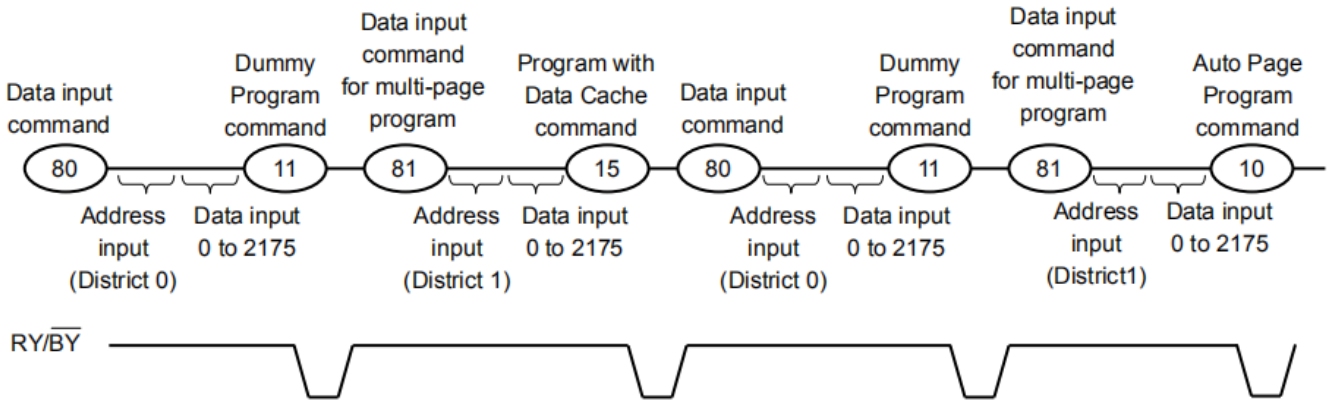 Data input
command
Dummy
Program
command
Data input
command
for multi-page
program
Program with
Data Cache
command
Data input
command
Dummy
Program
command
Data input
command
for multi-page
program
Auto Page
Program
command
80
11
81
15
80
11
81
10
Address
input
(District 0)
Data input
0 to 2175
Address
input
(District 1)
Data input
0 to 2175
Address
input
(District 0)
Data input
0 to 2175
Address
input
(District1)
Data input
0 to 2175
RY/B̅Y̅